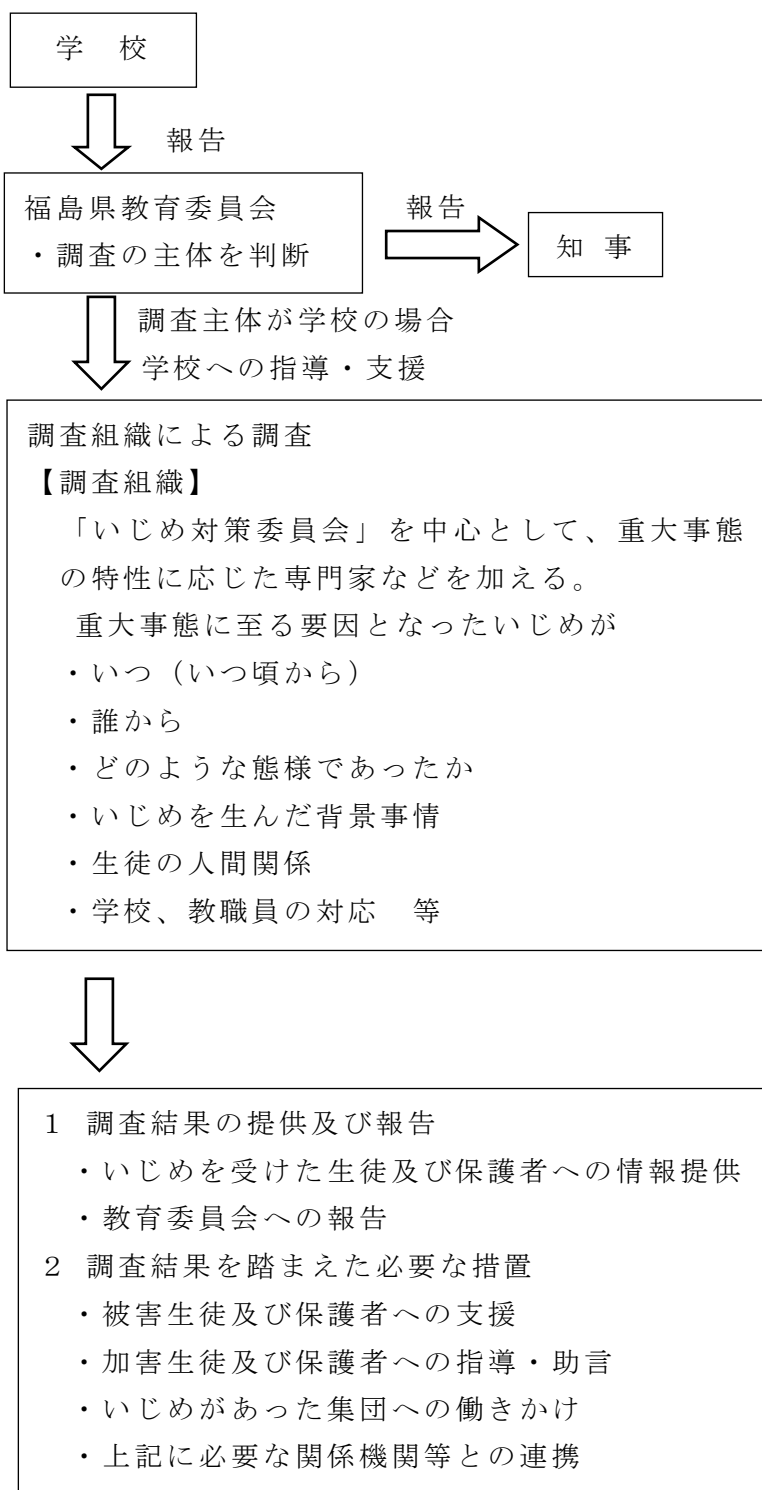 学　校
報告
福島県教育委員会
・調査の主体を判断
報告
知　事
調査主体が学校の場合
学校への指導・支援
調査組織による調査
【調査組織】
「いじめ対策委員会」を中心として、重大事態
の特性に応じた専門家などを加える。
重大事態に至る要因となったいじめが
・いつ（いつ頃から）
・誰から
・どのような態様であったか
・いじめを生んだ背景事情
・生徒の人間関係
・学校、教職員の対応　等
1　調査結果の提供及び報告
・いじめを受けた生徒及び保護者への情報提供
・教育委員会への報告
2　調査結果を踏まえた必要な措置
・被害生徒及び保護者への支援
・加害生徒及び保護者への指導・助言
・いじめがあった集団への働きかけ
・上記に必要な関係機関等との連携